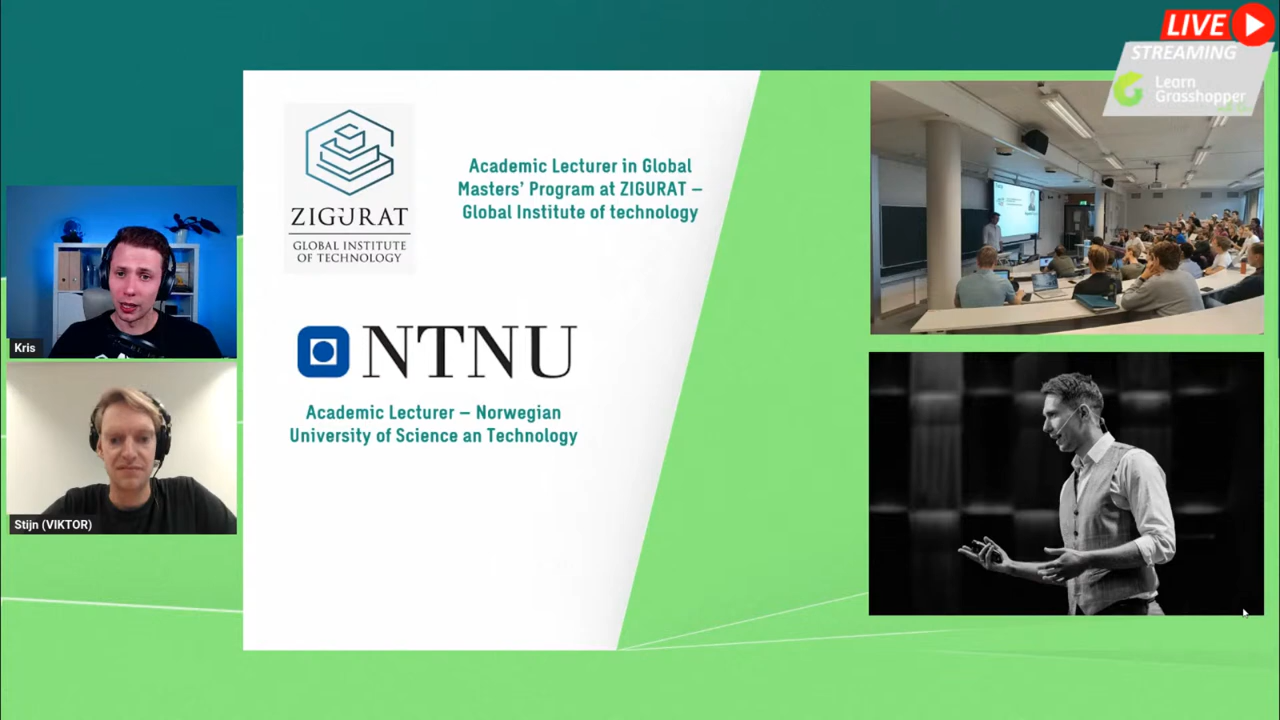 LIVE
STREAMING
Learn
Grasshopper
ZIGURAT
GLOBAL INSTITUTE
OF TECHNOLOGY
Academic Lecturer in Global
Masters' Program at ZIGURAT –
Global Institute of technology
Kris
NTNU
Academic Lecturer – Norwegian
University of Science an Technology
Stijn (VIKTOR)